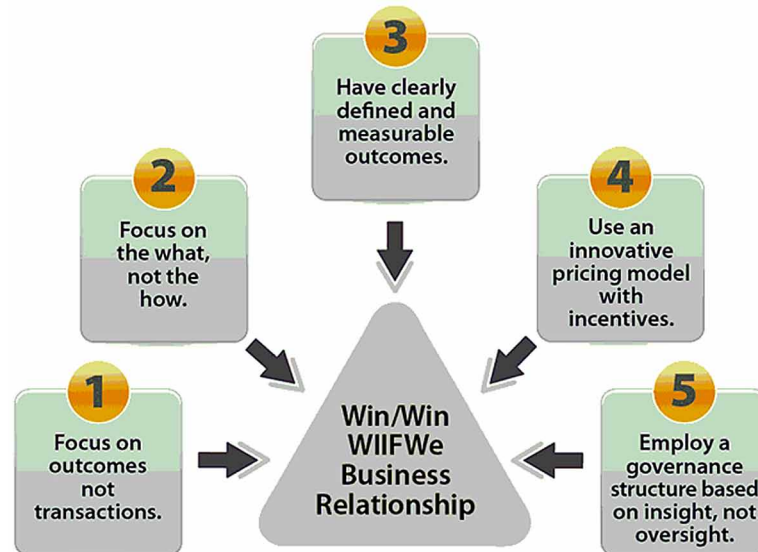 1
Focus on
outcomes
not
transactions.
2
Focus on
the what,
not the
how.
3
Have clearly
defined and
measurable
outcomes.
4
Use an
innovative
pricing model
with
incentives.
5
Employ a
governance
structure based
on insight, not
oversight.
Win/Win
WIIFWe
Business
Relationship